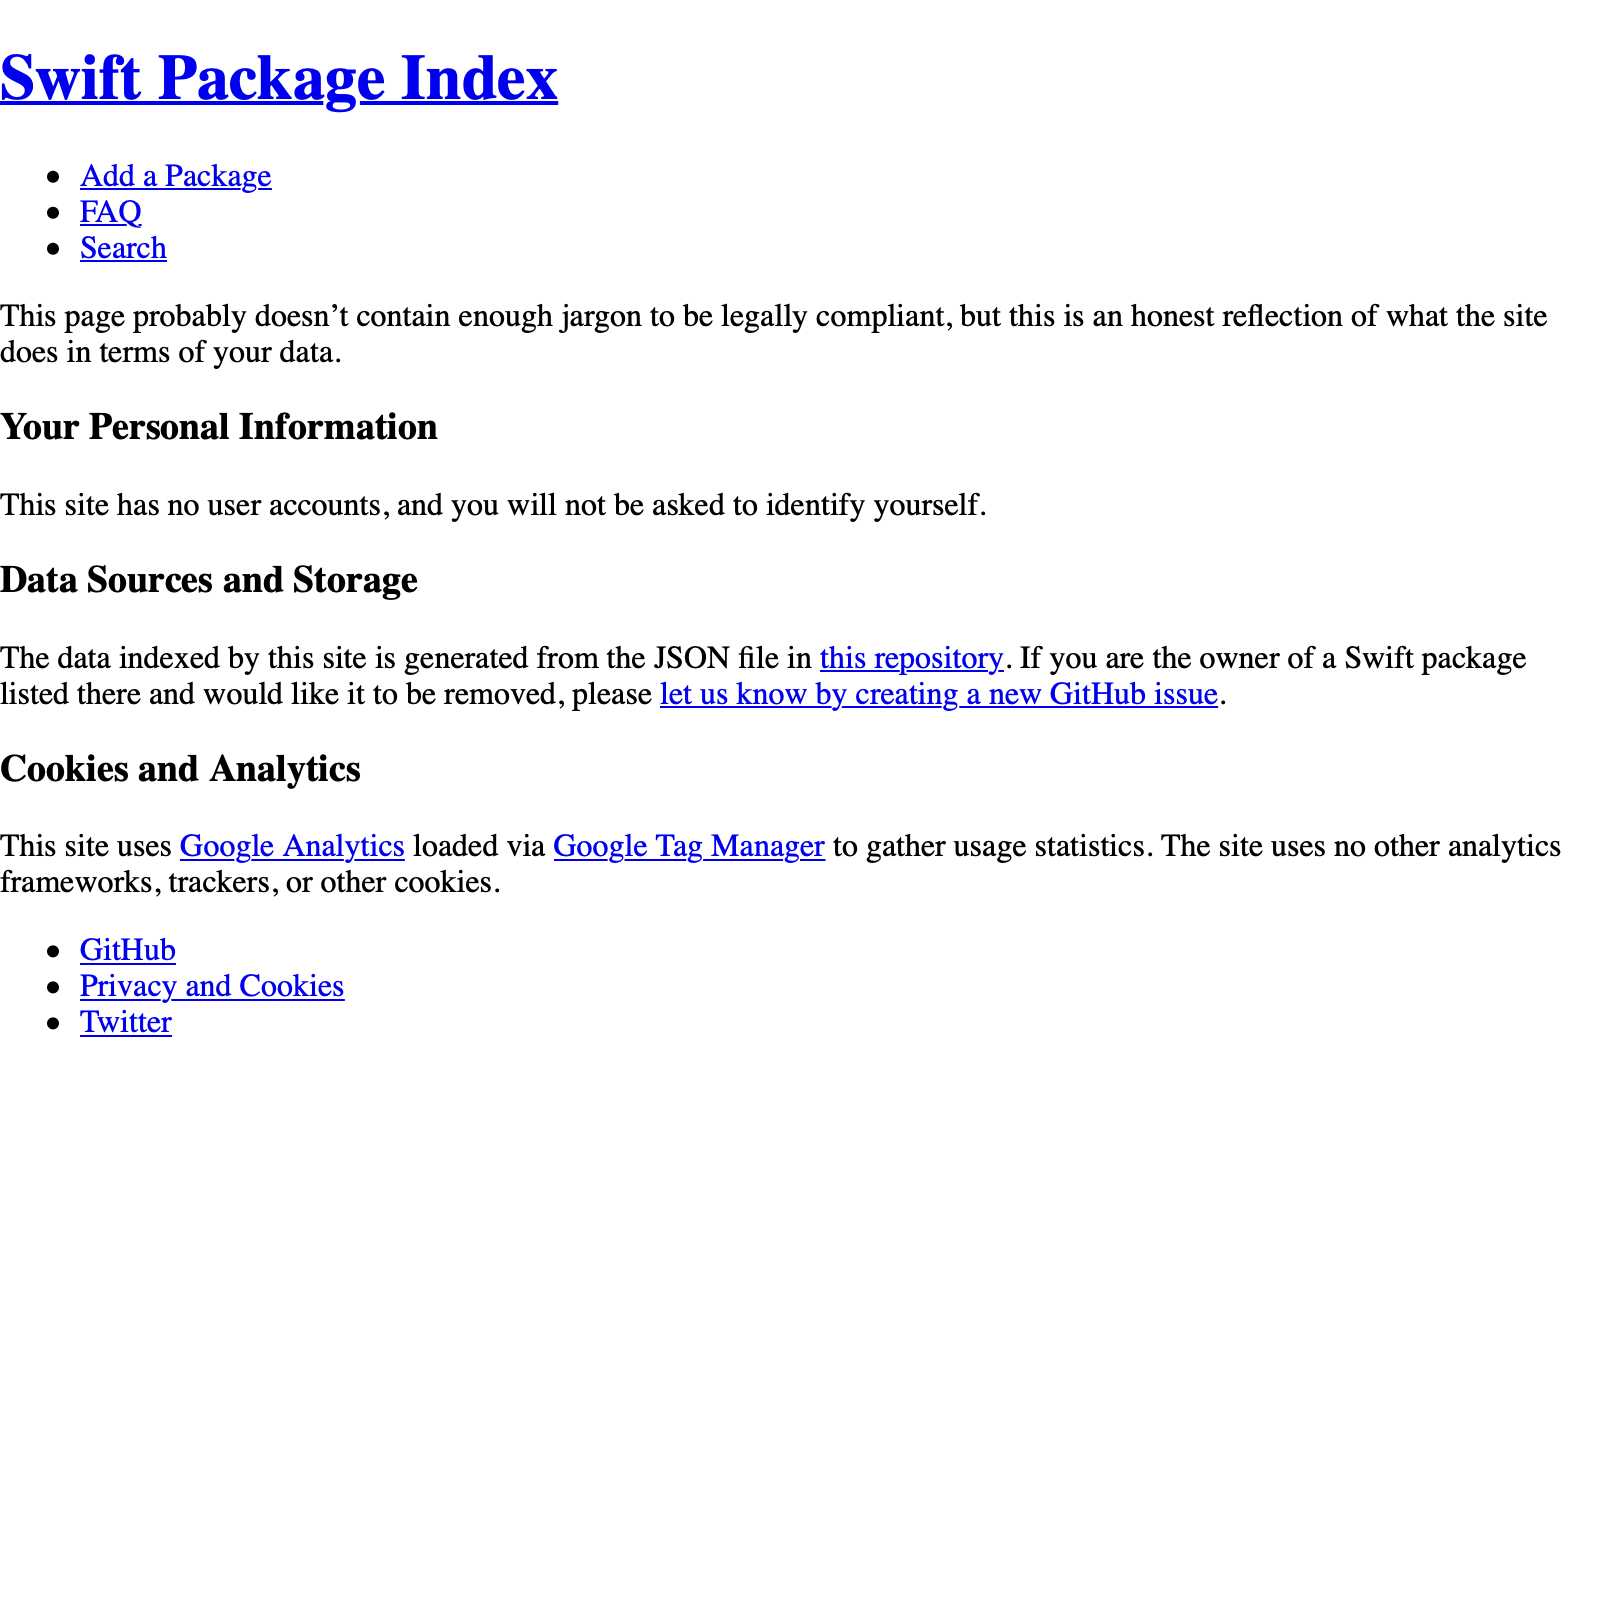 Swift Package Index
Add a Package
FAQ
Search
This page probably doesn’t contain enough jargon to be legally compliant, but this is an honest reflection of what the site
does in terms of your data.
Your Personal Information
This site has no user accounts, and you will not be asked to identify yourself.
Data Sources and Storage
The data indexed by this site is generated from the JSON file in this repository. If you are the owner of a Swift package
listed there and would like it to be removed, please let us know by creating a new GitHub issue.
Cookies and Analytics
This site uses Google Analytics loaded via Google Tag Manager to gather usage statistics. The site uses no other analytics
frameworks, trackers, or other cookies.
GitHub
Privacy and Cookies
Twitter